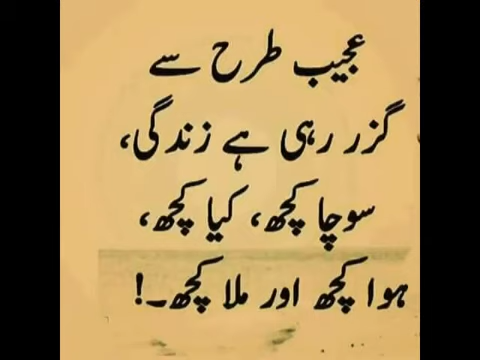 عجیب طرح سے
گزر رہی ہے زندگی،
سوچا کچھ، کیا کچھ،
ہوا کچھ اور ملا کچھ۔!